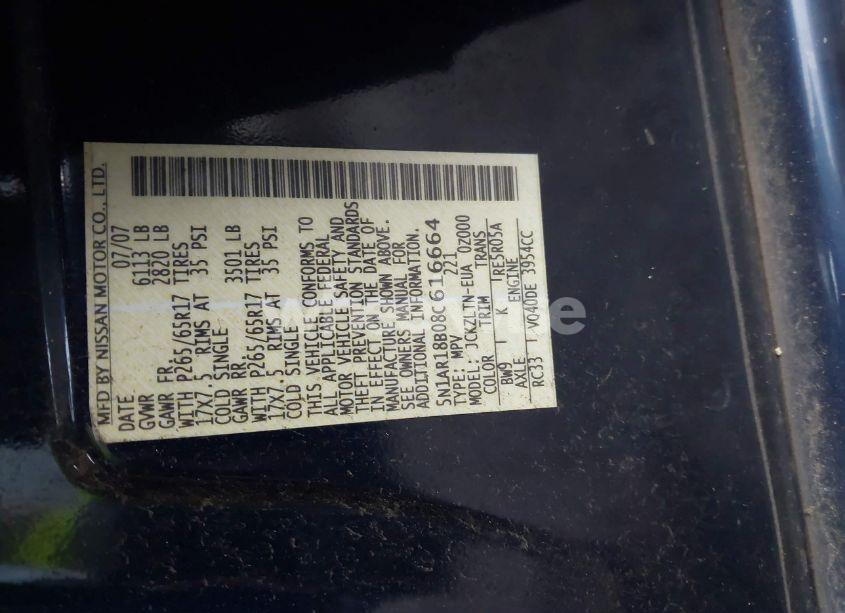 MFD BY NISSAN MOTOR CO., LTD.
DATE 07/07
GVWR 6113 LB
GAWR FR. 2820 LB
WITH P265/65R17 TIRES
17X7.5 RIMS AT 35 PSI
COLD SINGLE
GAWR RR. 3501 LB
WITH P265/65R17 TIRES
17X7.5 RIMS AT 35 PSI
COLD SINGLE
THIS VEHICLE CONFORMS TO
ALL APPLICABLE FEDERAL
MOTOR VEHICLE SAFETY AND
THEFT PREVENTION STANDARDS
IN EFFECT ON THE DATE OF
MANUFACTURE SHOWN ABOVE.
SEE OWNERS MANUAL FOR
ADDITIONAL INFORMATION.
5N1AR18B08C616664
TYPE: MPV 221
MODEL: JCKZLTN-EUA 0Z000
COLOR TRIM TRANS
BW9 K RE5R05A
AXLE ENGINE
RC33 VQ40DE 3954CC